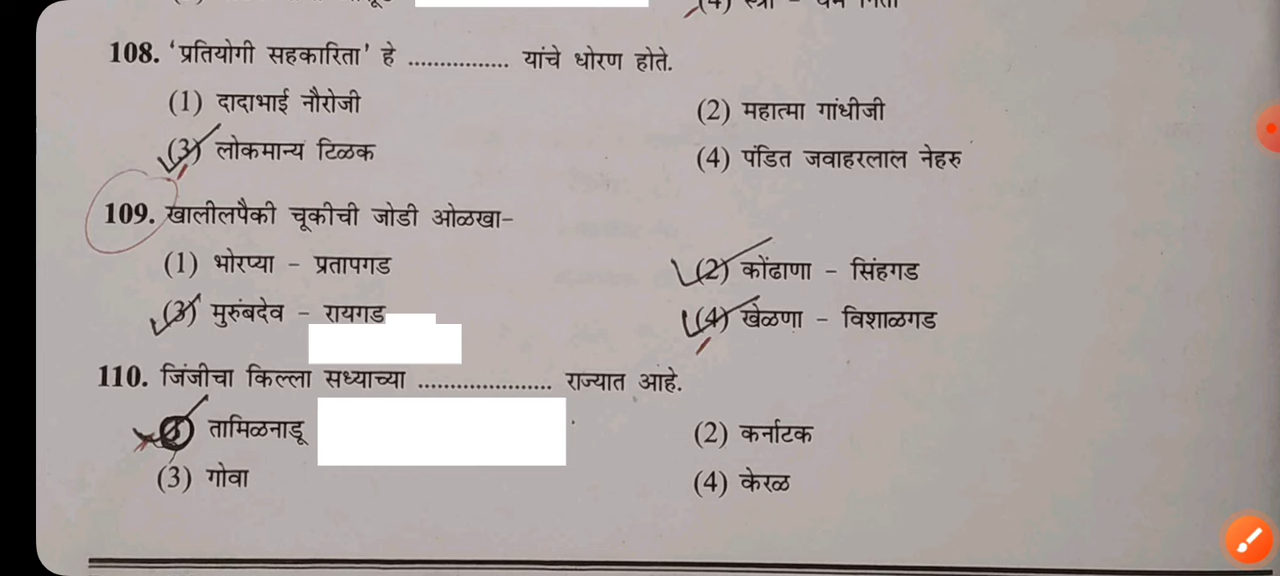 108. 'प्रतियोगी सहकारिता' हे ................ यांचे धोरण होते.
(1) दादाभाई नौरोजी
(2) महात्मा गांधीजी
(3) लोकमान्य टिळक
(4) पंडित जवाहरलाल नेहरु
109. खालीलपैकी चूकीची जोडी ओळखा-
(1) भोरप्या - प्रतापगड
(2) कोंढाणा - सिंहगड
(3) मुरुंबदेव - रायगड
(4) खेळणा - विशाळगड
110. जिंजीचा किल्ला सध्याच्या ..................... राज्यात आहे.
तामिळनाडू
(2) कर्नाटक
(3) गोवा
(4) केरळ